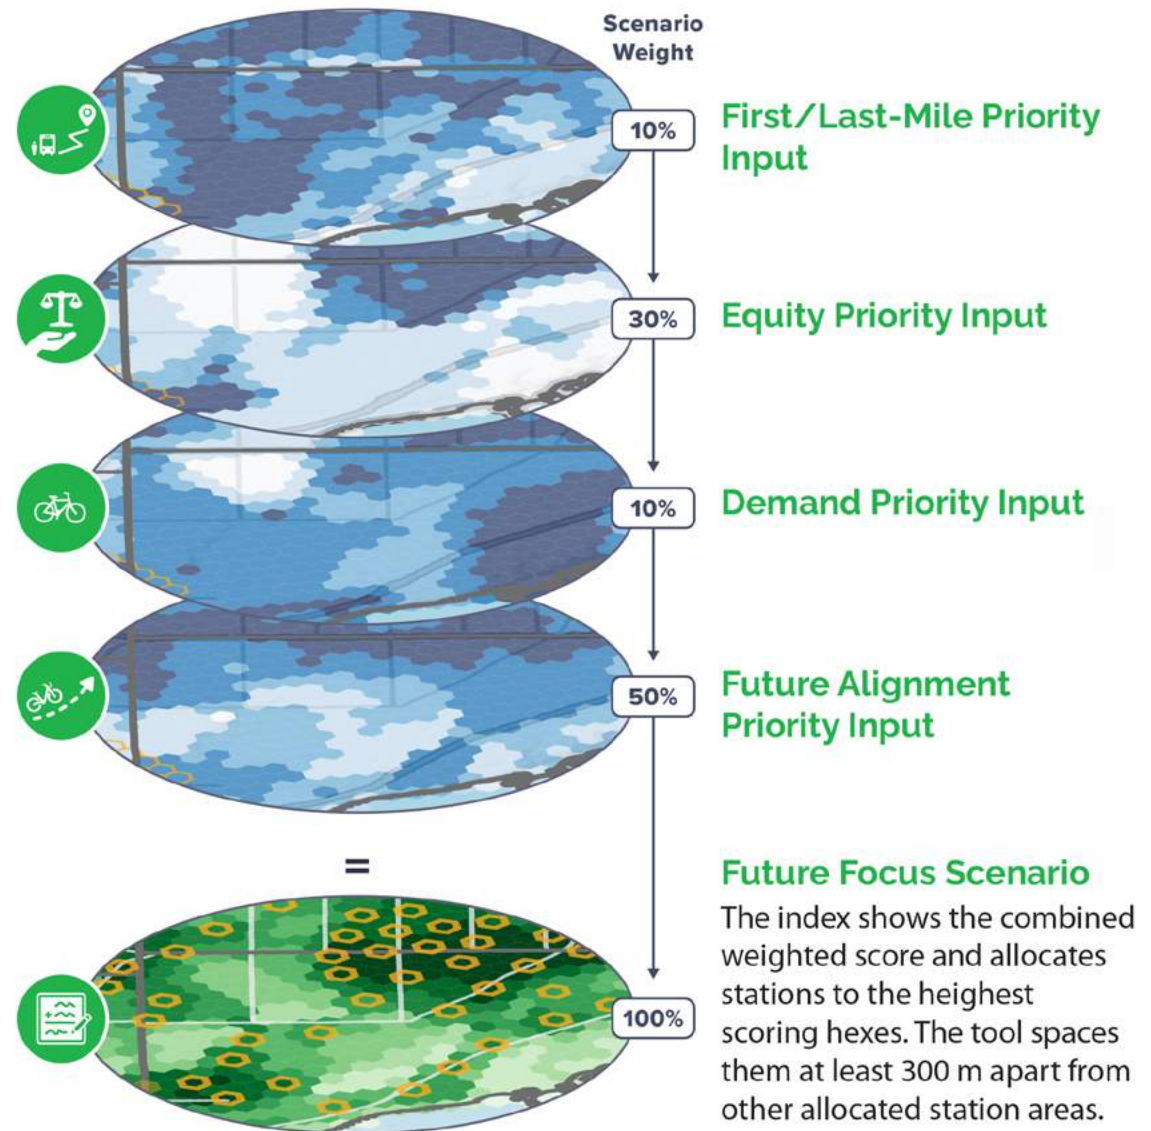 Scenario
Weight
10%
First/Last-Mile Priority
Input
30%
Equity Priority Input
10%
Demand Priority Input
50%
Future Alignment
Priority Input
=
Future Focus Scenario
The index shows the combined
weighted score and allocates
stations to the heighest
scoring hexes. The tool spaces
them at least 300 m apart from
other allocated station areas.
100%